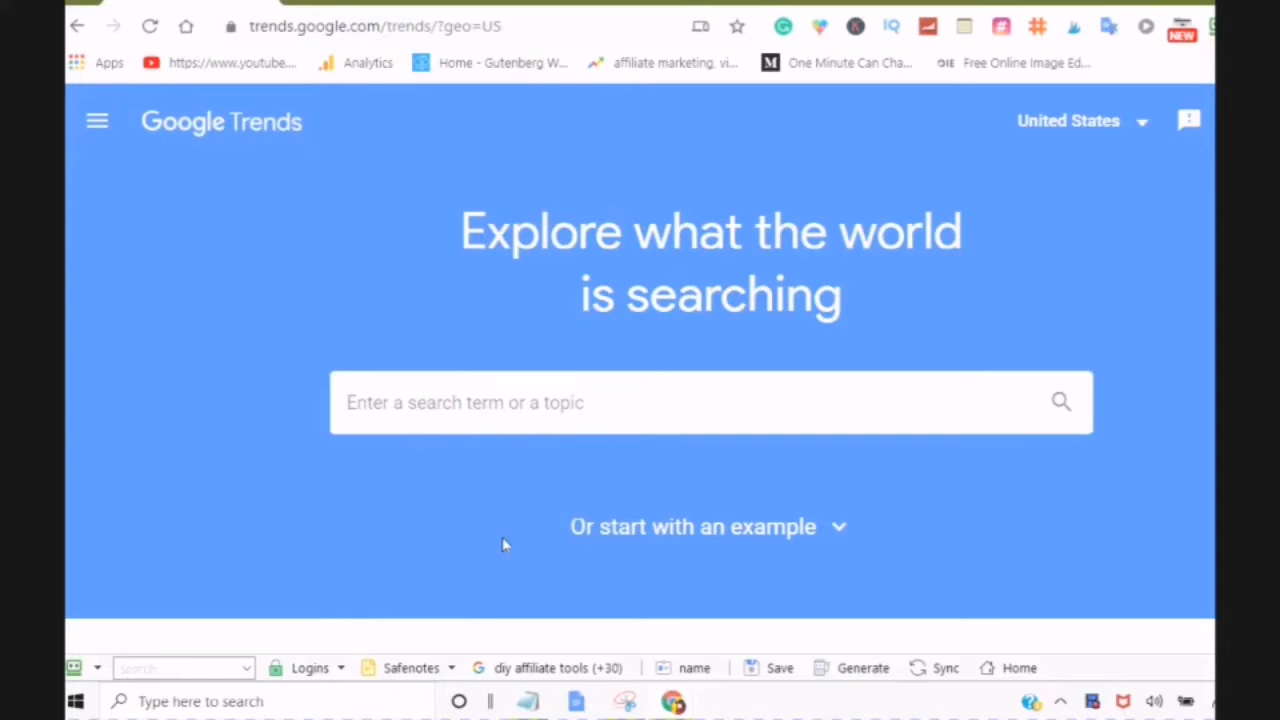 trends.google.com/trends/?geo=US
NEW
Apps https://www.youtube... Analytics Home - Gutenberg W... affiliate marketing, vi... One Minute Can Cha... Free Online Image Ed...
Google Trends
United States
Explore what the world
is searching
Enter a search term or a topic
Or start with an example
Search Logins Safenotes diy affiliate tools (+30) name Save Generate Sync Home
Type here to search